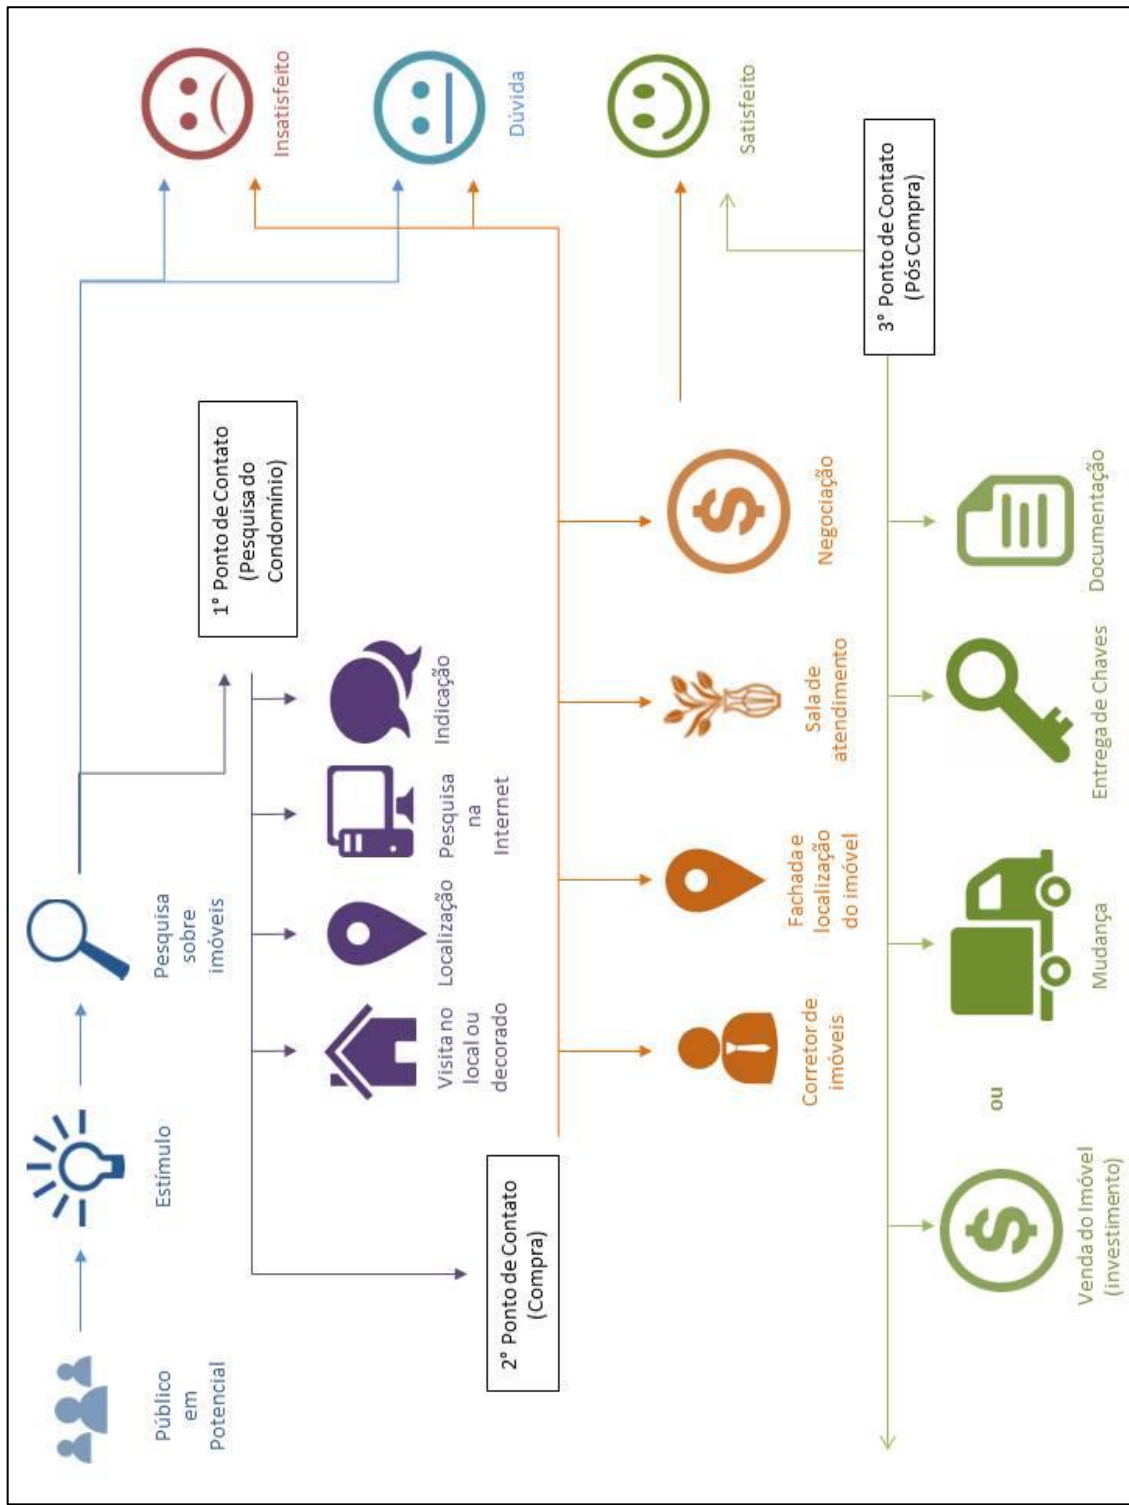 Público
em
Potencial
Estímulo
Pesquisa
sobre
imóveis
1° Ponto de Contato
(Pesquisa do
Condomínio)
Insatisfeito
Visita no
local ou
decorado
Localização
Pesquisa
na
Internet
Indicação
Dúvida
2° Ponto de Contato
(Compra)
Corretor de
imóveis
Fachada e
localização
do imóvel
Sala de
atendimento
Negociação
Satisfeito
3° Ponto de Contato
(Pós Compra)
Venda do Imóvel
(investimento)
ou
Mudança
Entrega de Chaves
Documentação